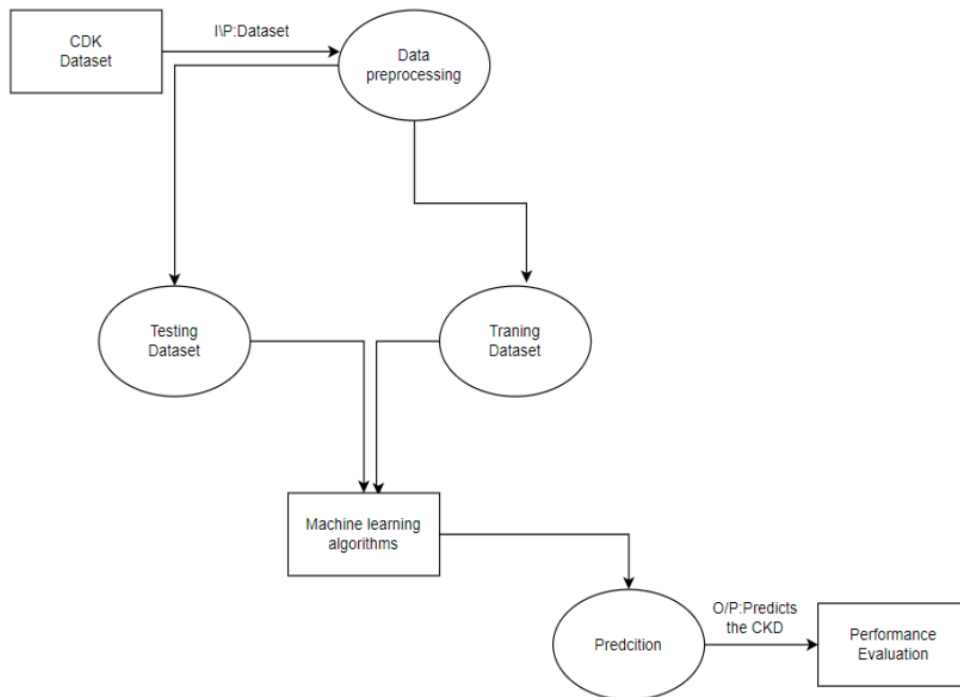 CDK
Dataset
I\P:Dataset
Data
preprocessing
Testing
Dataset
Traning
Dataset
Machine learning
algorithms
Predcition
O/P:Predicts
the CKD
Performance
Evaluation